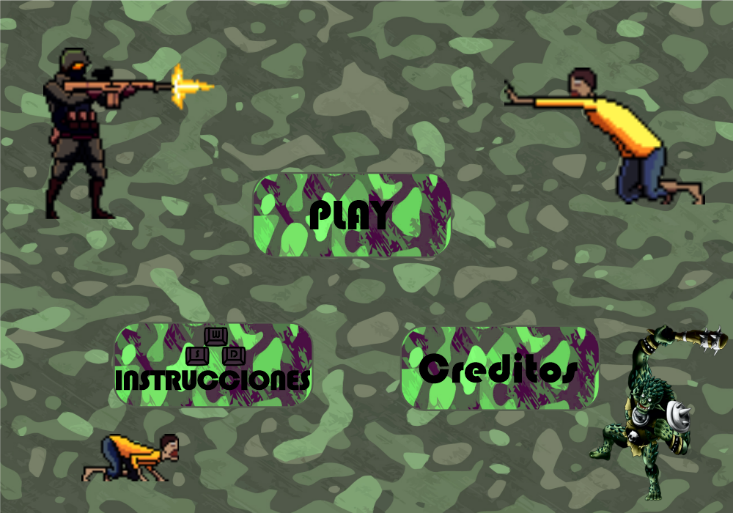 PLAY
W
I D
INSTRUCCIONES
Creditos